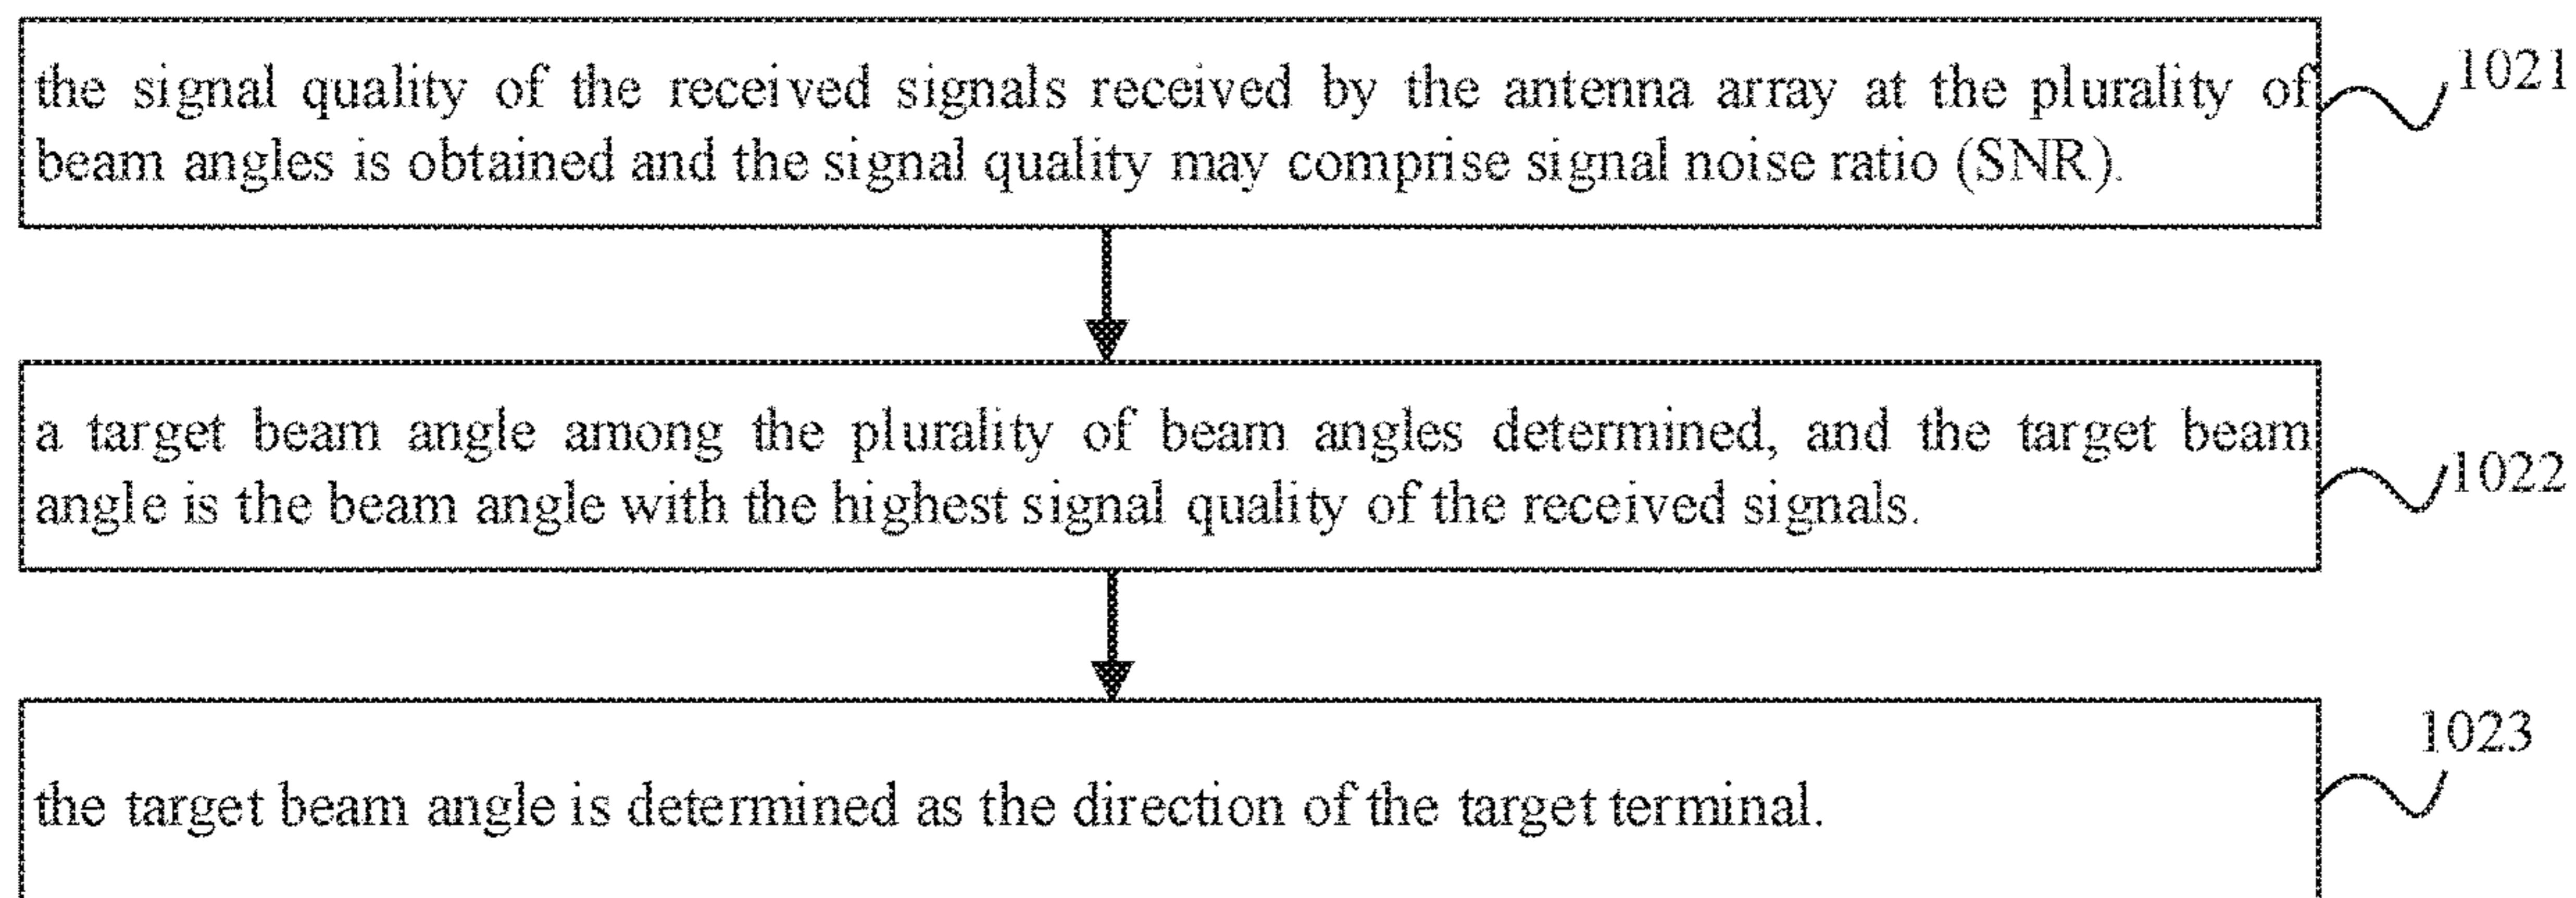 the signal quality of the received signals received by the antenna array at the plurality of
beam angles is obtained and the signal quality may comprise signal noise ratio (SNR).
1021
a target beam angle among the plurality of beam angles determined, and the target beam
angle is the beam angle with the highest signal quality of the received signals.
1022
the target beam angle is determined as the direction of the target terminal.
1023